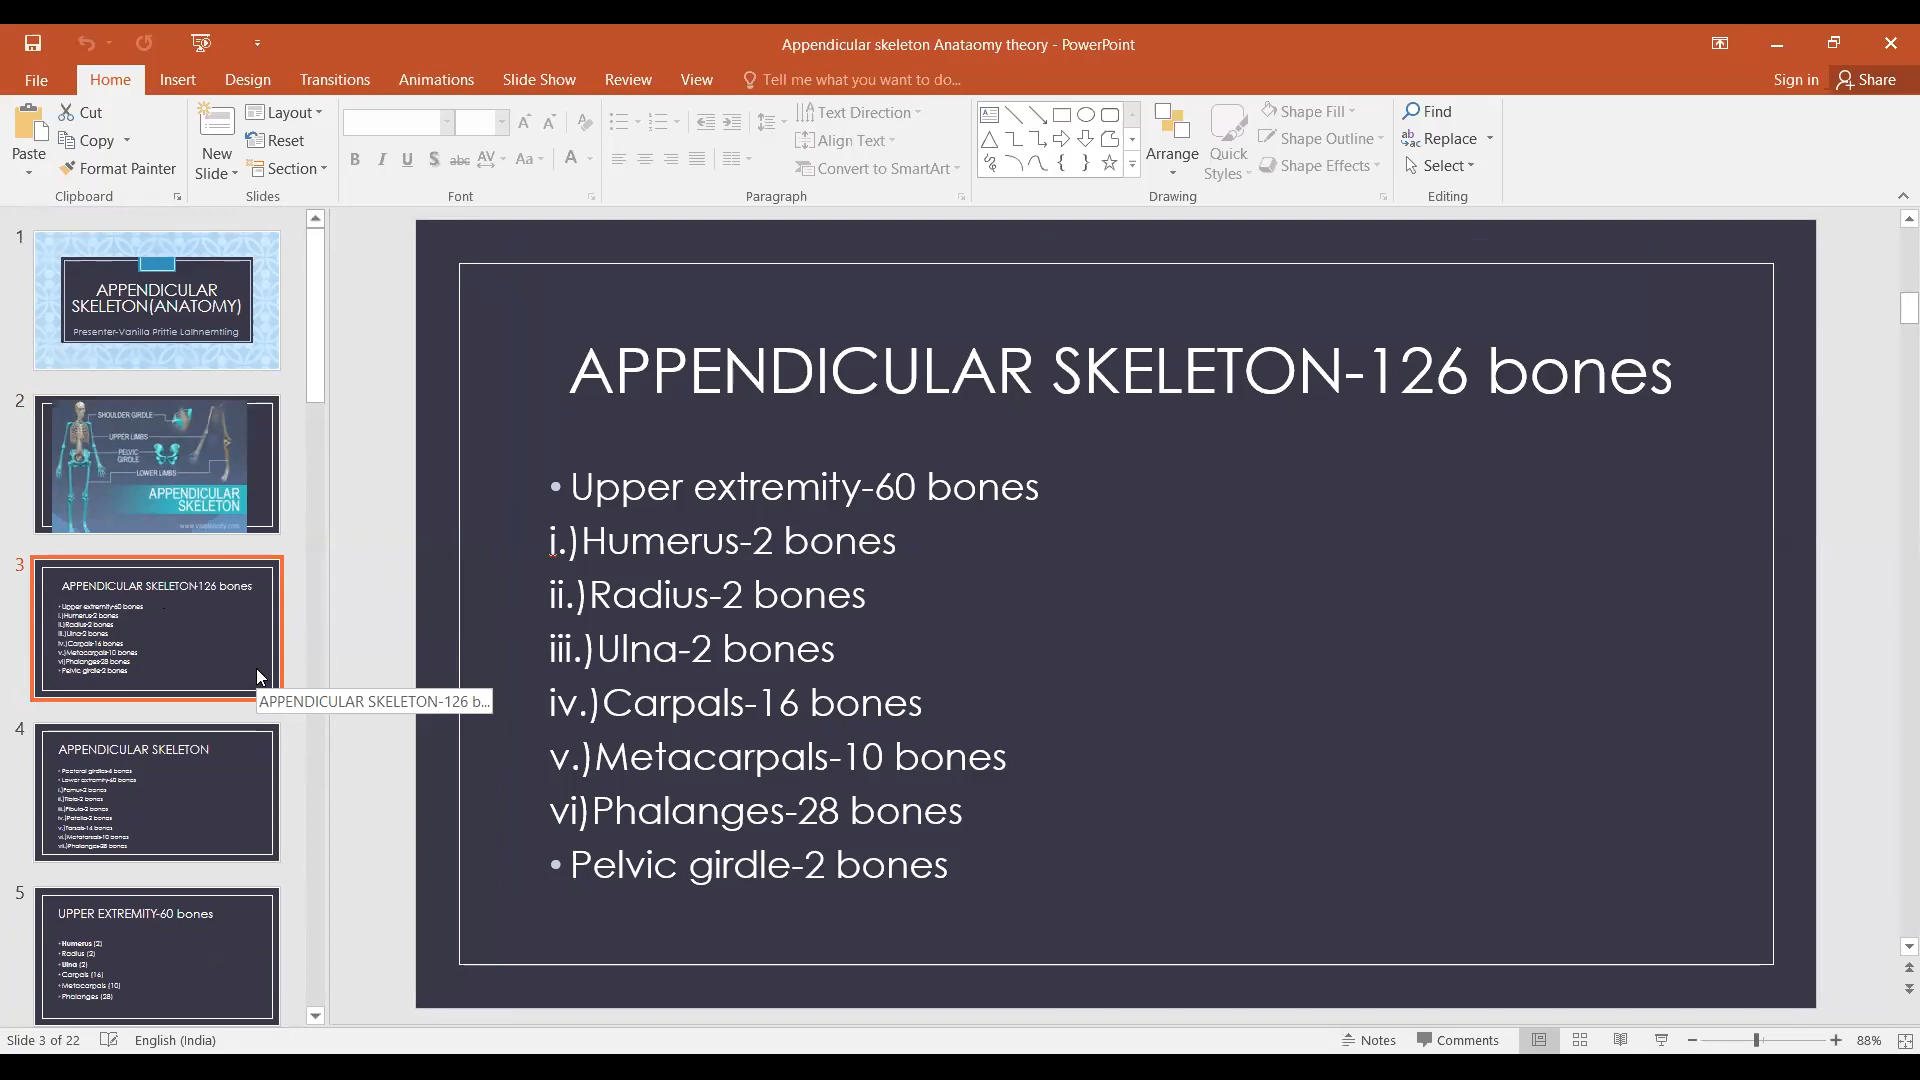 Appendicular skeleton Anataomy theory - PowerPoint
File Home Insert Design Transitions Animations Slide Show Review View Tell me what you want to do... Sign in Share
Paste
Cut
Copy
Format Painter
Clipboard
New Slide
Layout
Reset
Section
Slides
B I U S abc AV Aa A
Font
Text Direction
Align Text
Convert to SmartArt
Paragraph
Arrange
Quick Styles
Shape Fill
Shape Outline
Shape Effects
Drawing
Find
Replace
Select
Editing
1
APPENDICULAR
SKELETON(ANATOMY)
Presenter-Vanilla Prittie Lalhnemtling
2
SHOULDER GIRDLE
UPPER LIMBS
PELVIC
GIRDLE
LOWER LIMBS
APPENDICULAR
SKELETON
3
APPENDICULAR SKELETON-126 bones
• Upper extremity-60 bones
i.)Humerus-2 bones
ii.)Radius-2 bones
iii.)Ulna-2 bones
iv.)Carpals-16 bones
v.)Metacarpals-10 bones
vi)Phalanges-28 bones
• Pelvic girdle-2 bones
APPENDICULAR SKELETON-126 b...
4
APPENDICULAR SKELETON
• Pectoral girdles-4 bones
• Lower extremity-60 bones
i.)Femur-2 bones
ii.)Tibia-2 bones
iii.)Fibula-2 bones
iv.)Patella-2 bones
v.)Tarsals-14 bones
vi.)Metatarsals-10 bones
vii.)Phalanges-28 bones
5
UPPER EXTREMITY-60 bones
• Humerus (2)
• Radius (2)
• Ulna (2)
• Carpals (16)
• Metacarpals (10)
• Phalanges (28)
APPENDICULAR SKELETON-126 bones
• Upper extremity-60 bones
i.)Humerus-2 bones
ii.)Radius-2 bones
iii.)Ulna-2 bones
iv.)Carpals-16 bones
v.)Metacarpals-10 bones
vi)Phalanges-28 bones
• Pelvic girdle-2 bones
Slide 3 of 22 English (India) Notes Comments 88%